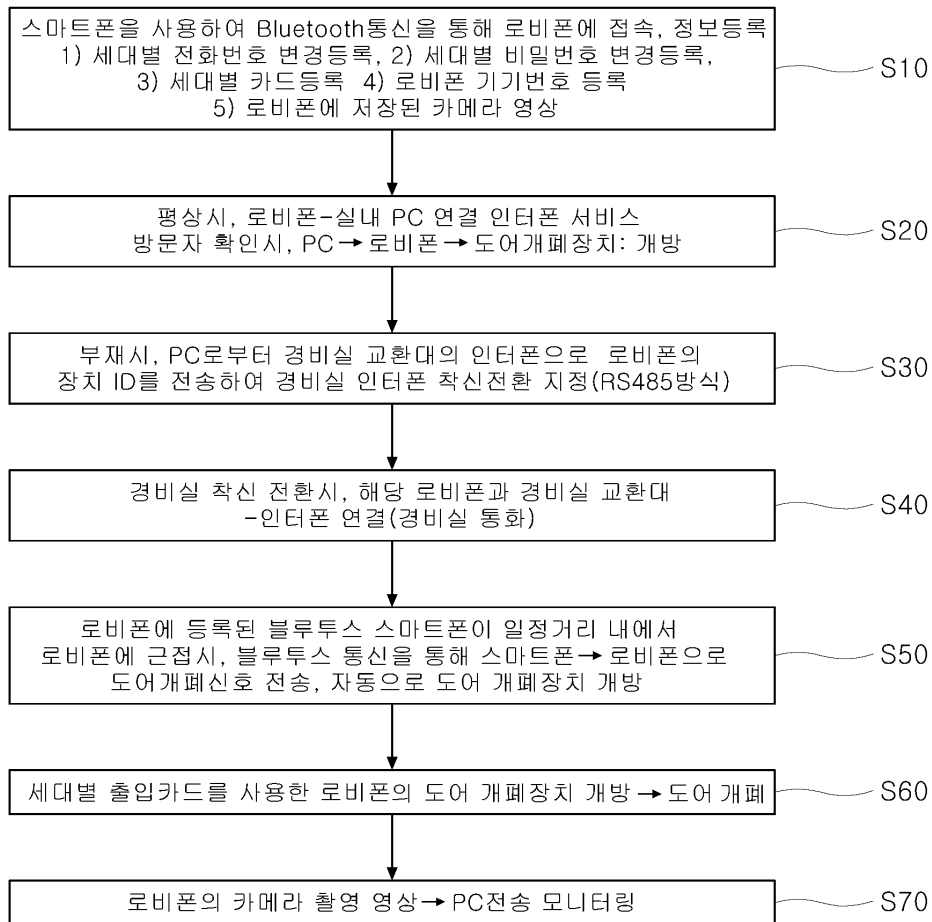 스마트폰을 사용하여 Bluetooth통신을 통해 로비폰에 접속, 정보등록
1) 세대별 전화번호 변경등록, 2) 세대별 비밀번호 변경등록,
3) 세대별 카드등록 4) 로비폰 기기번호 등록
5) 로비폰에 저장된 카메라 영상
S10
평상시, 로비폰-실내 PC 연결 인터폰 서비스
방문자 확인시, PC→로비폰→도어개폐장치: 개방
S20
부재시, PC로부터 경비실 교환대의 인터폰으로 로비폰의
장치 ID를 전송하여 경비실 인터폰 착신전환 지정(RS485방식)
S30
경비실 착신 전환시, 해당 로비폰과 경비실 교환대
-인터폰 연결(경비실 통화)
S40
로비폰에 등록된 블루투스 스마트폰이 일정거리 내에서
로비폰에 근접시, 블루투스 통신을 통해 스마트폰→로비폰으로
도어개폐신호 전송, 자동으로 도어 개폐장치 개방
S50
세대별 출입카드를 사용한 로비폰의 도어 개폐장치 개방→도어 개폐
S60
로비폰의 카메라 촬영 영상→PC전송 모니터링
S70